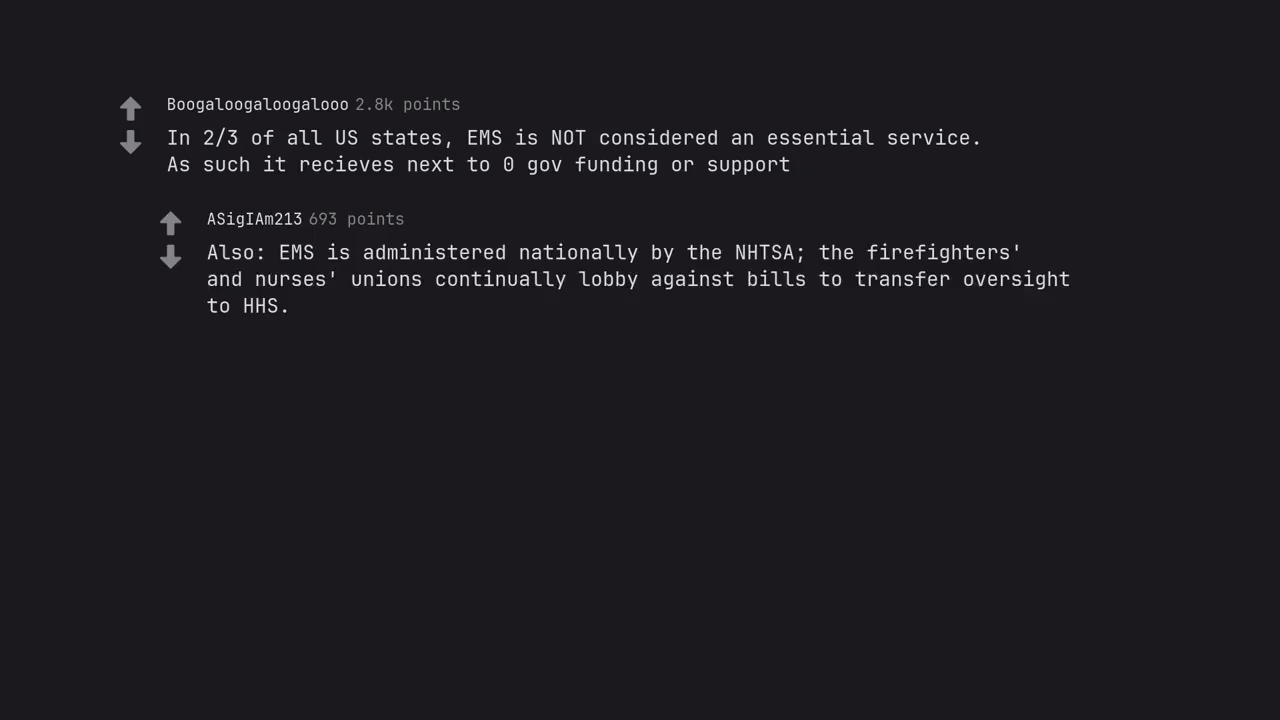 Boogaloogaloogalooo 2.8k points
In 2/3 of all US states, EMS is NOT considered an essential service.
As such it recieves next to 0 gov funding or support
ASigIAm213 693 points
Also: EMS is administered nationally by the NHTSA; the firefighters'
and nurses' unions continually lobby against bills to transfer oversight
to HHS.